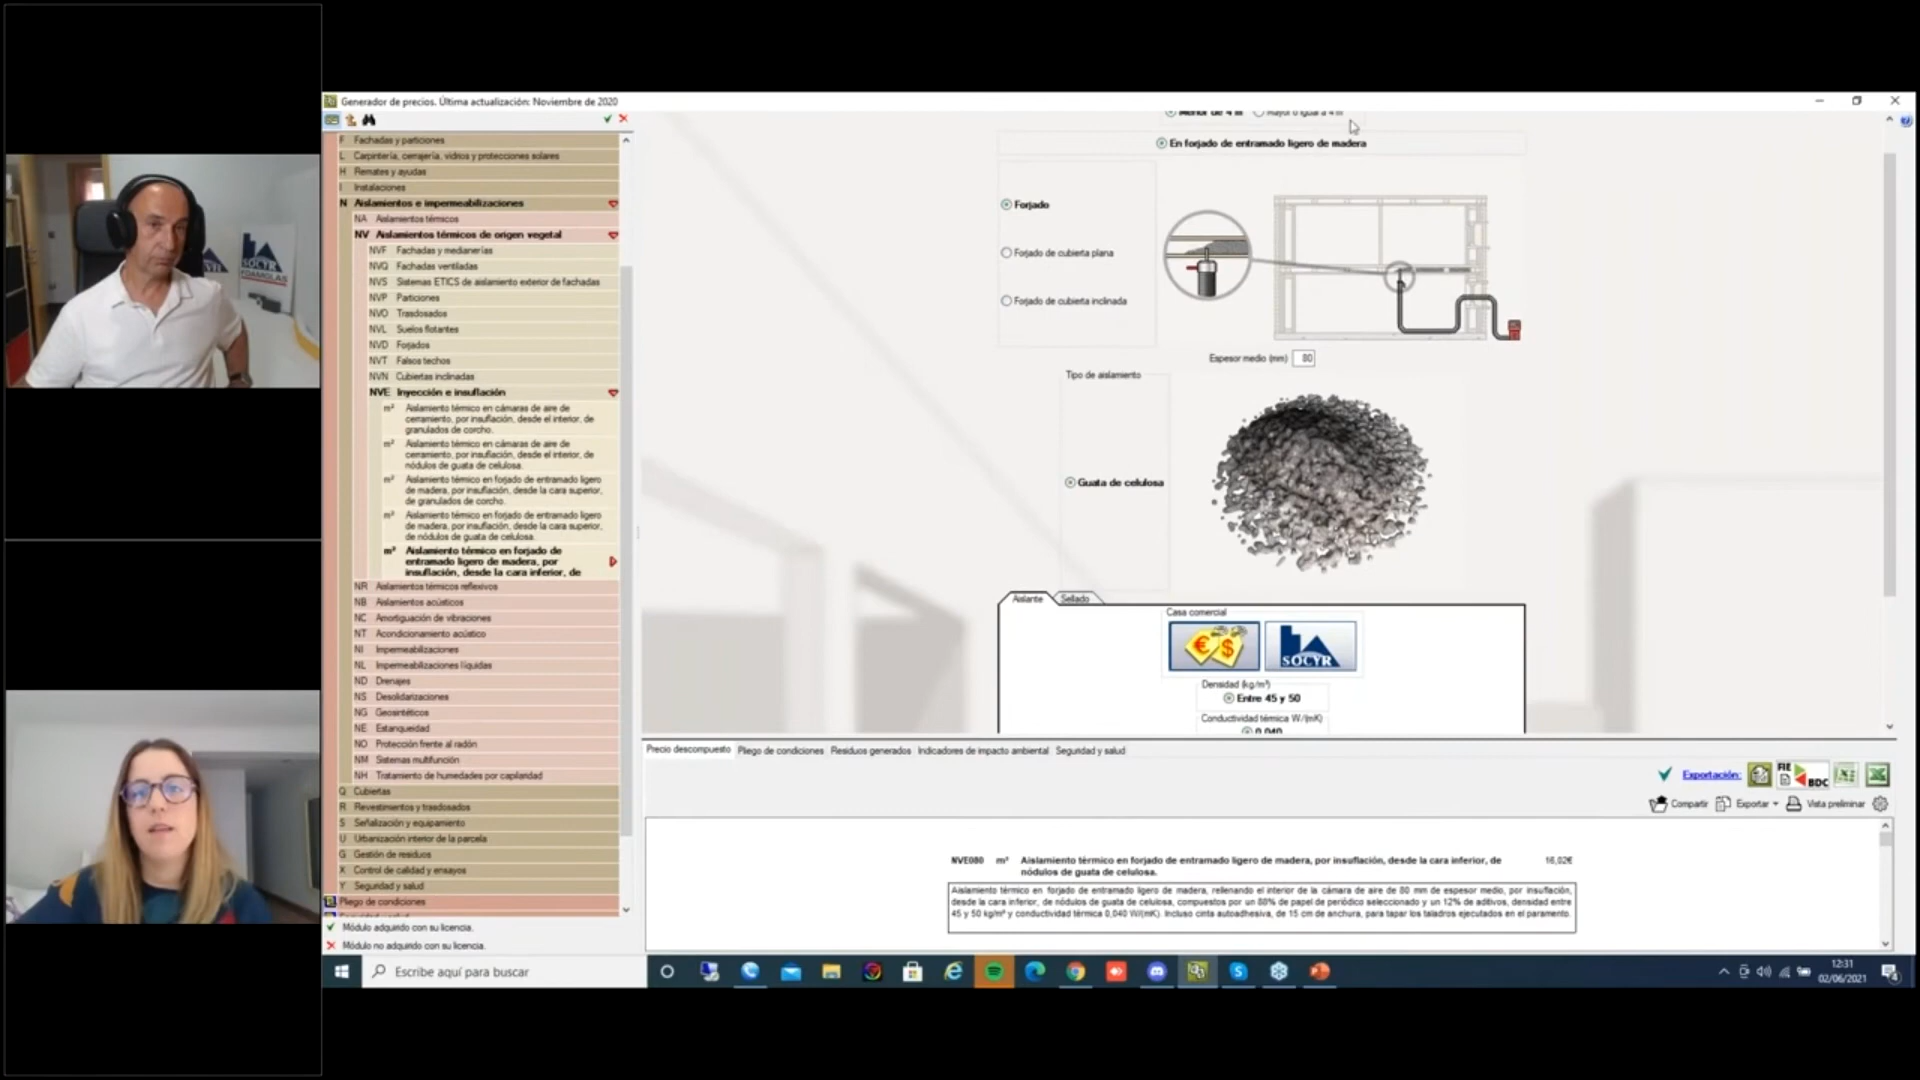 Generador de precios. Última actualización: Noviembre de 2020
F Fachadas y particiones
L Carpintería, cerrajería, vidrios y protecciones solares
H Remates y ayudas
I Instalaciones
N Aislamientos e impermeabilizaciones
NA Aislamientos térmicos
NV Aislamientos térmicos de origen vegetal
NVF Fachadas y medianerías
NVQ Fachadas ventiladas
NVS Sistemas ETICS de aislamiento exterior de fachadas
NVP Particiones
NVO Trasdosados
NVL Suelos flotantes
NVD Forjados
NVT Falsos techos
NVN Cubiertas inclinadas
NVE Inyección e insuflación
m² Aislamiento térmico en cámaras de aire de
cerramiento, por insuflación, desde el interior, de
granulados de corcho.
m² Aislamiento térmico en cámaras de aire de
cerramiento, por insuflación, desde el interior, de
nódulos de guata de celulosa.
m² Aislamiento térmico en forjado de entramado ligero
de madera, por insuflación, desde la cara superior,
de granulados de corcho.
m² Aislamiento térmico en forjado de entramado ligero
de madera, por insuflación, desde la cara superior,
de nódulos de guata de celulosa.
m² Aislamiento térmico en forjado de
entramado ligero de madera, por
insuflación, desde la cara inferior, de
NR Aislamientos térmicos reflexivos
NB Aislamientos acústicos
NC Amortiguación de vibraciones
NT Acondicionamiento acústico
NI Impermeabilizaciones
NL Impermeabilizaciones líquidas
ND Drenajes
NS Desolidarizaciones
NG Geosintéticos
NE Estanqueidad
NO Protección frente al radón
NM Sistemas multifunción
NH Tratamiento de humedades por capilaridad
Q Cubiertas
R Revestimientos y trasdosados
S Señalización y equipamiento
U Urbanización interior de la parcela
G Gestión de residuos
X Control de calidad y ensayos
Y Seguridad y salud
Pliego de condiciones
Seguridad y salud
Módulo adquirido con su licencia.
Módulo no adquirido con su licencia.
Menor de 4 m Mayor o igual a 4 m
En forjado de entramado ligero de madera
Forjado
Forjado de cubierta plana
Forjado de cubierta inclinada
Espesor medio (mm) 80
Tipo de aislamiento
Guata de celulosa
Aislante Sellado
Casa comercial
€ $ SOCYR
Densidad (kg/m³)
Entre 45 y 50
Conductividad térmica W/(mK)
0,040
Precio descompuesto Pliego de condiciones Residuos generados Indicadores de impacto ambiental Seguridad y salud
Exportación: FIE BDC
Compartir Exportar Vista preliminar
NVE080 m² Aislamiento térmico en forjado de entramado ligero de madera, por insuflación, desde la cara inferior, de 16,02€
nódulos de guata de celulosa.
Aislamiento térmico en forjado de entramado ligero de madera, rellenando el interior de la cámara de aire de 80 mm de espesor medio, por insuflación,
desde la cara inferior, de nódulos de guata de celulosa, compuestos por un 88% de papel de periódico seleccionado y un 12% de aditivos, densidad entre
45 y 50 kg/m³ y conductividad térmica 0,040 W/(mK). Incluso cinta autoadhesiva, de 15 cm de anchura, para tapar los taladros ejecutados en el paramento.
Escribe aquí para buscar
12:31
02/06/2021
SOCYR
FOAMGLAS